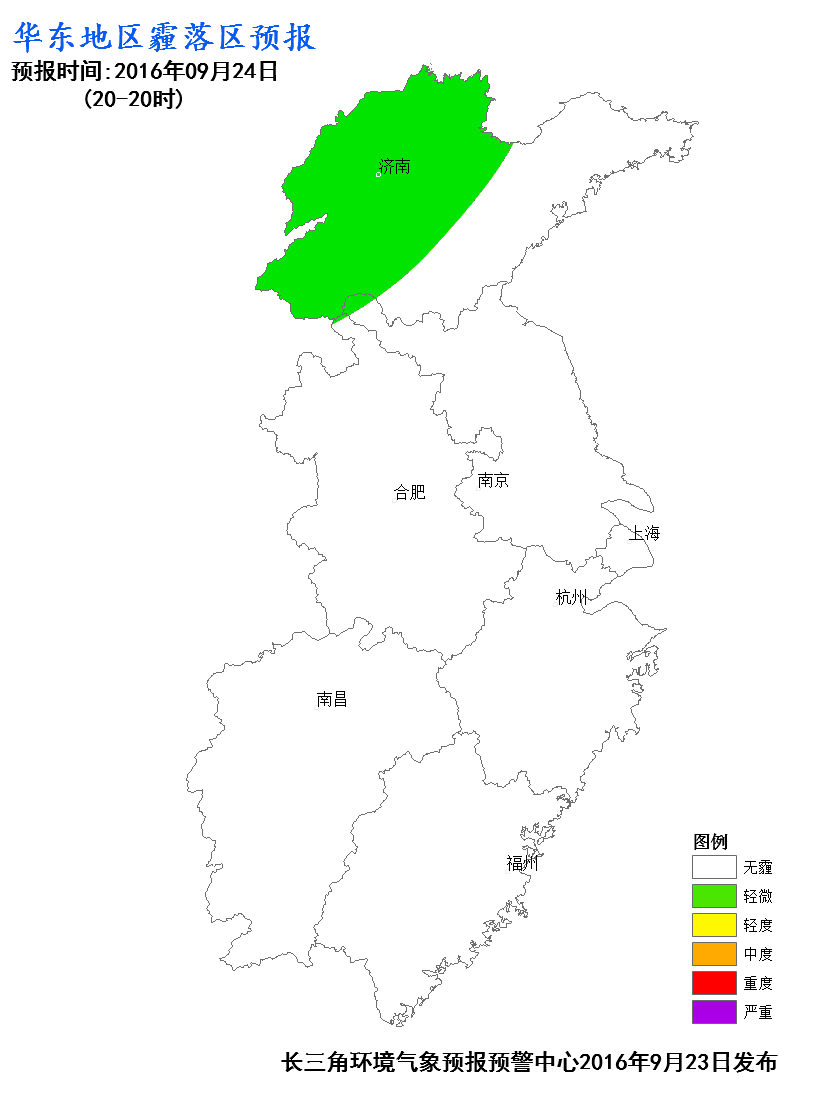 华东地区霾落区预报
预报时间:2016年09月24日
(20-20时)
济南
合肥
南京
上海
杭州
南昌
福州
图例
无霾
轻微
轻度
中度
重度
严重
长三角环境气象预报预警中心2016年9月23日发布